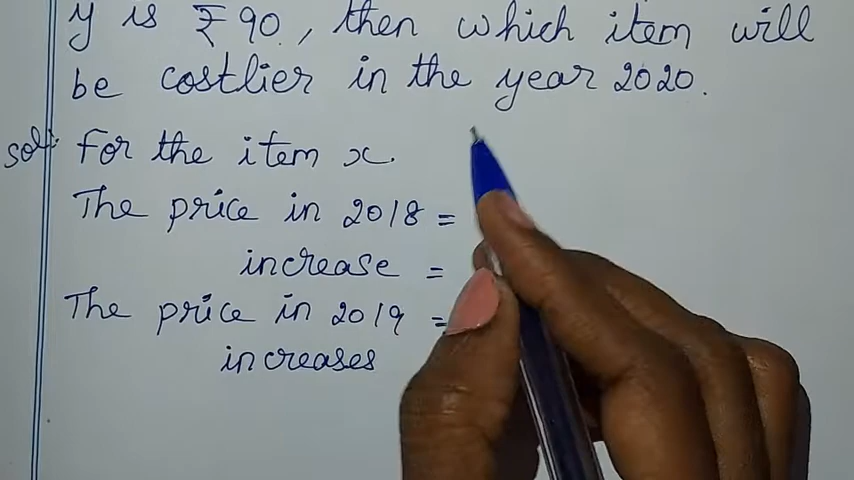 y is ₹90, then which item will
be costlier in the year 2020.
Sol: For the item x.
The price in 2018 =
increase =
The price in 2019 =
increases